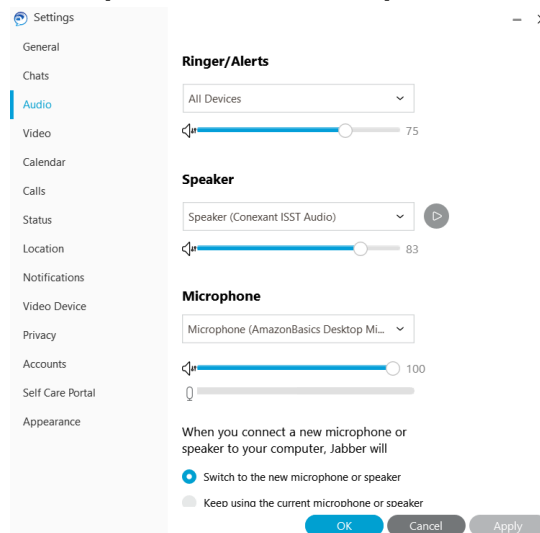 Settings
General
Chats
Audio
Video
Calendar
Calls
Status
Location
Notifications
Video Device
Privacy
Accounts
Self Care Portal
Appearance
Ringer/Alerts
All Devices
75
Speaker
Speaker (Conexant ISST Audio)
83
Microphone
Microphone (AmazonBasics Desktop Mi...
100
When you connect a new microphone or
speaker to your computer, Jabber will
Switch to the new microphone or speaker
Keep using the current microphone or speaker
OK
Cancel
Apply